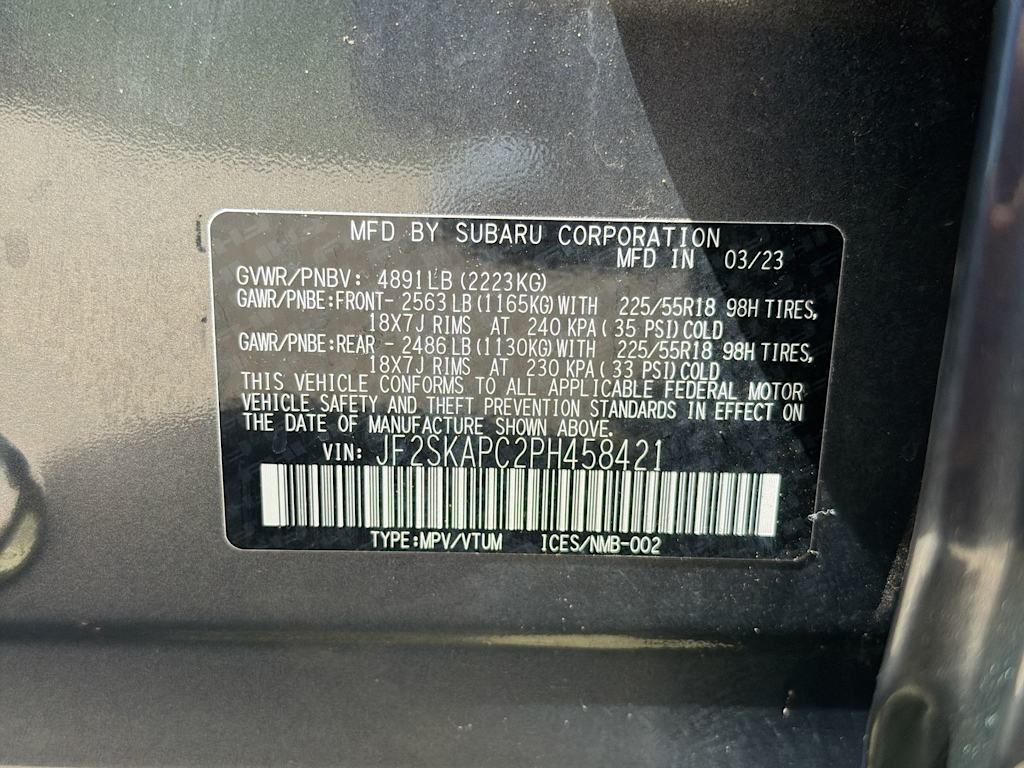 MFD BY SUBARU CORPORATION
MFD IN 03/23
GVWR/PNBV: 4891LB (2223KG)
GAWR/PNBE:FRONT- 2563 LB (1165KG) WITH 225/55R18 98H TIRES,
18X7J RIMS AT 240 KPA ( 35 PSI) COLD
GAWR/PNBE:REAR - 2486 LB (1130KG) WITH 225/55R18 98H TIRES,
18X7J RIMS AT 230 KPA ( 33 PSI) COLD
THIS VEHICLE CONFORMS TO ALL APPLICABLE FEDERAL MOTOR
VEHICLE SAFETY AND THEFT PREVENTION STANDARDS IN EFFECT ON
THE DATE OF MANUFACTURE SHOWN ABOVE.
VIN: JF2SKAPC2PH458421
TYPE:MPV/VTUM ICES/NMB-002